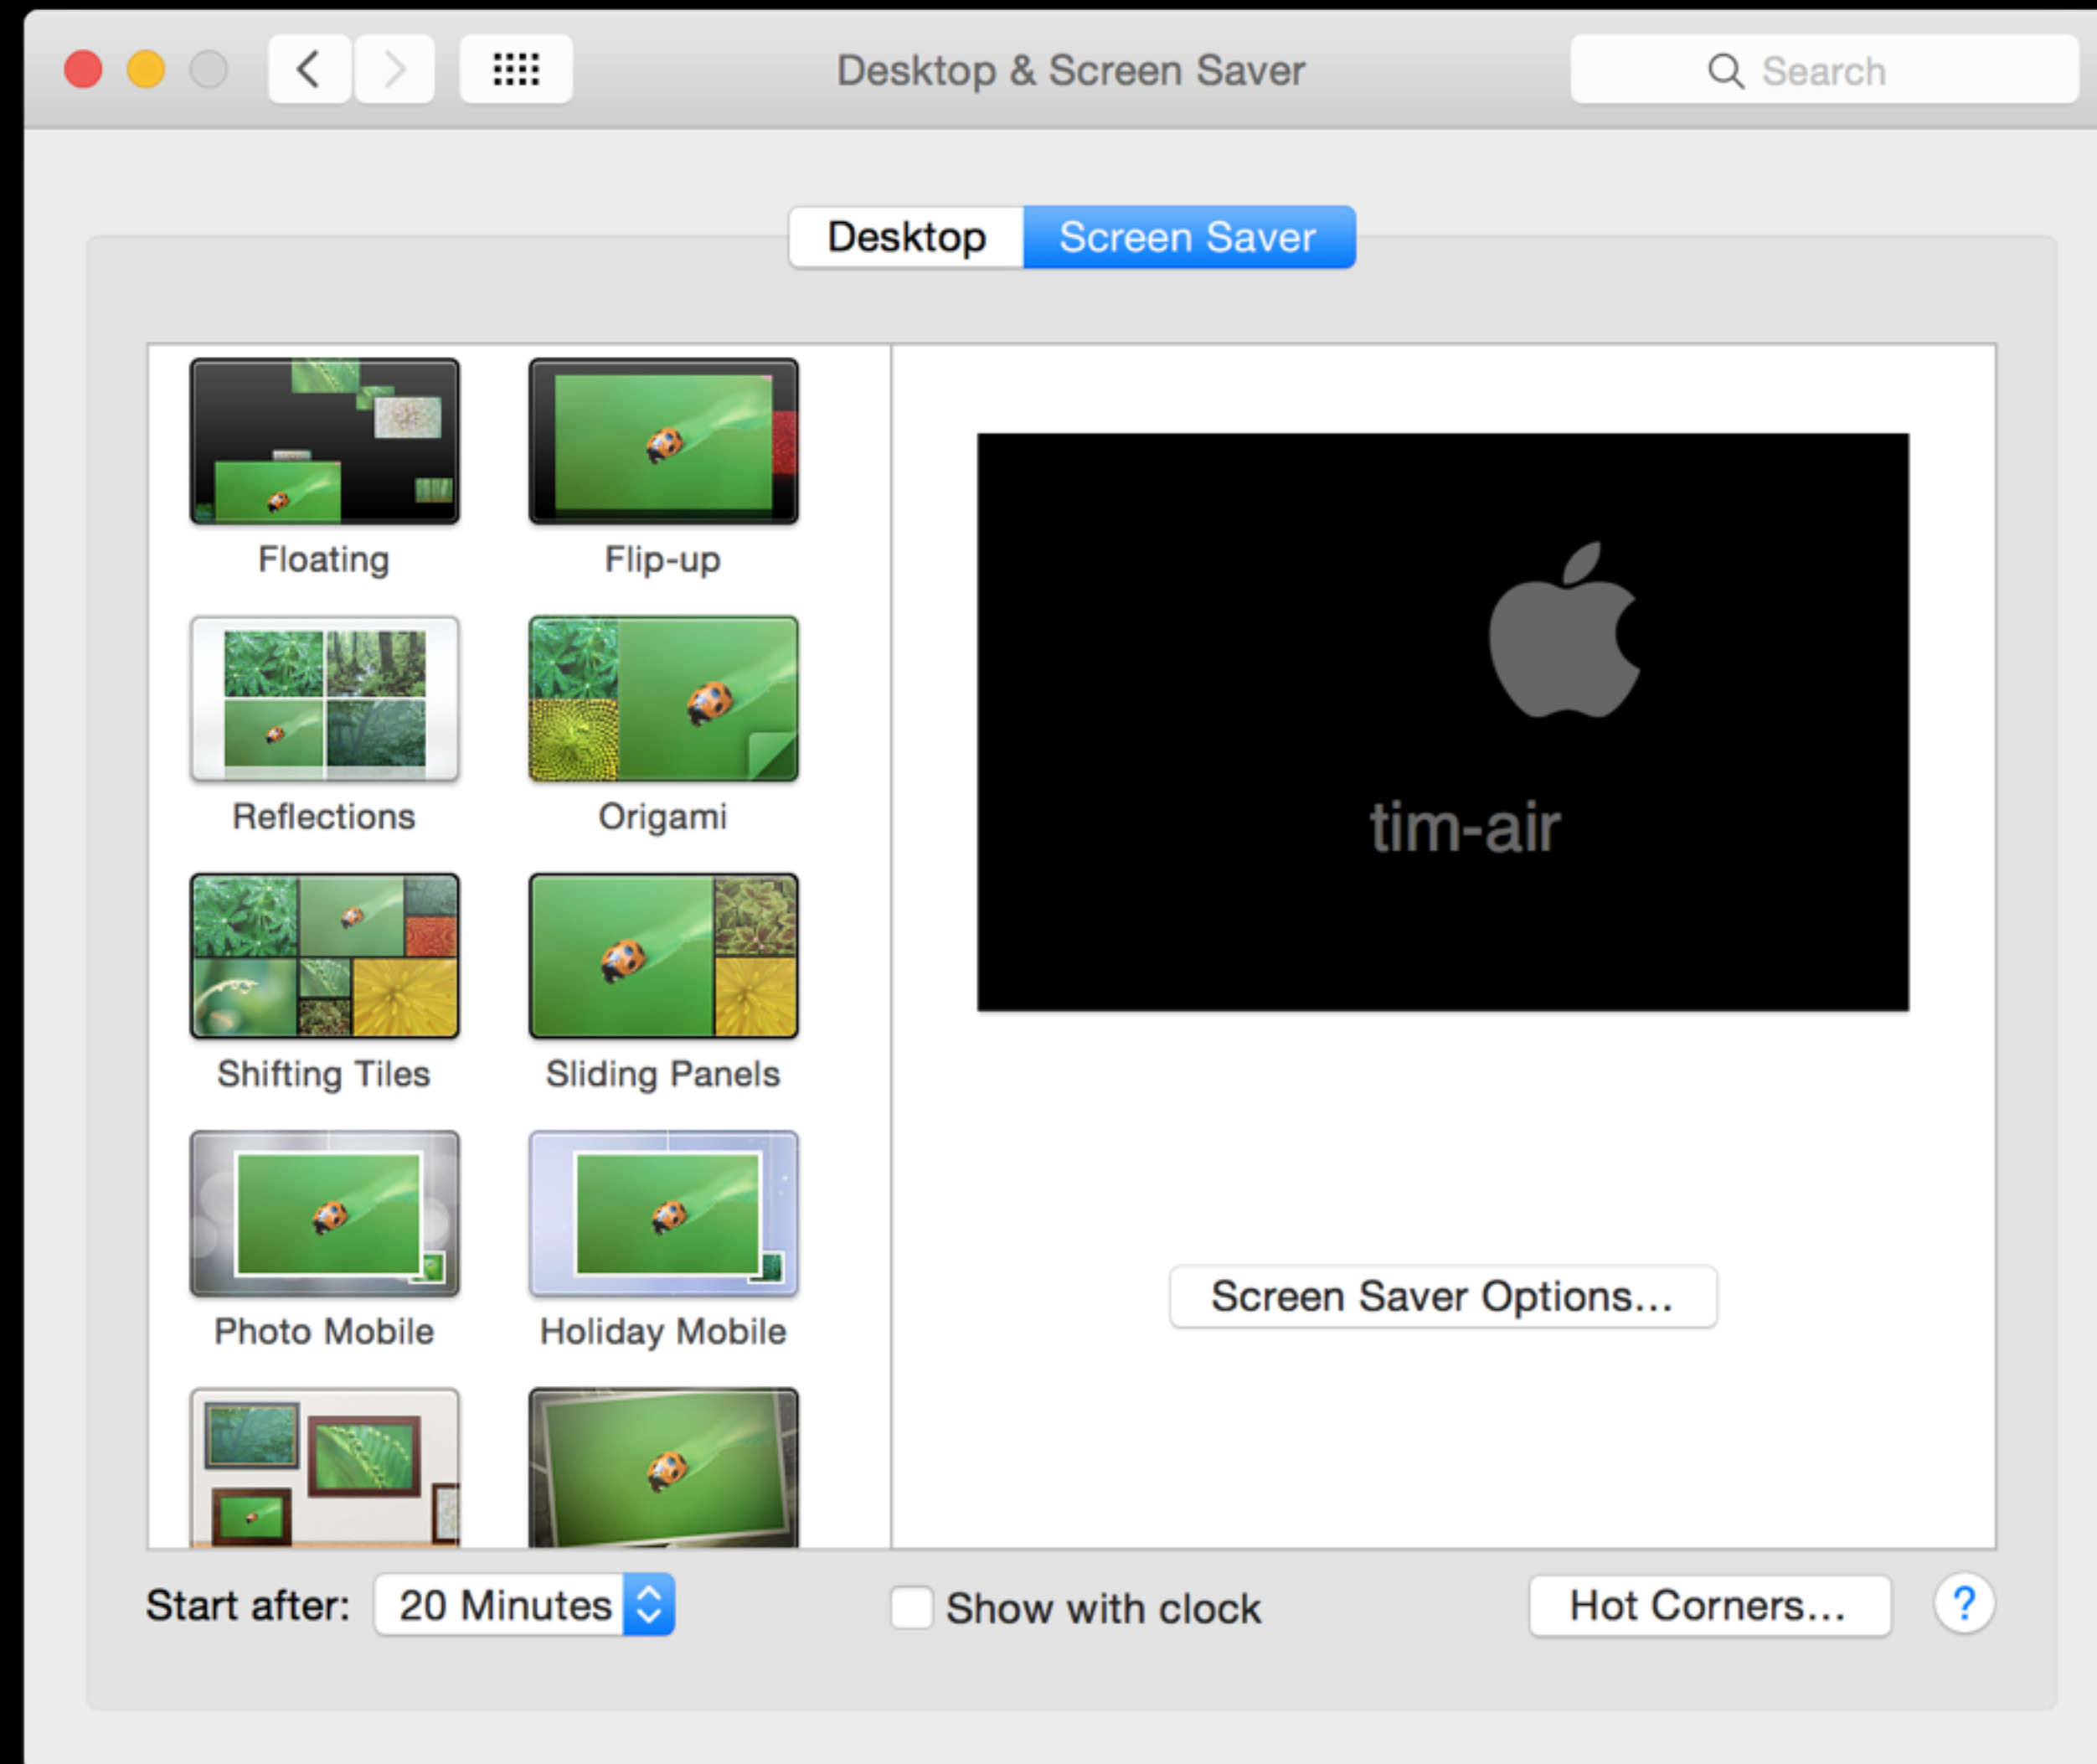 Desktop & Screen Saver
Search
Desktop
Screen Saver
Floating
Flip-up
Reflections
Origami
Shifting Tiles
Sliding Panels
Photo Mobile
Holiday Mobile
tim-air
Screen Saver Options...
Start after:
20 Minutes
Show with clock
Hot Corners...
?